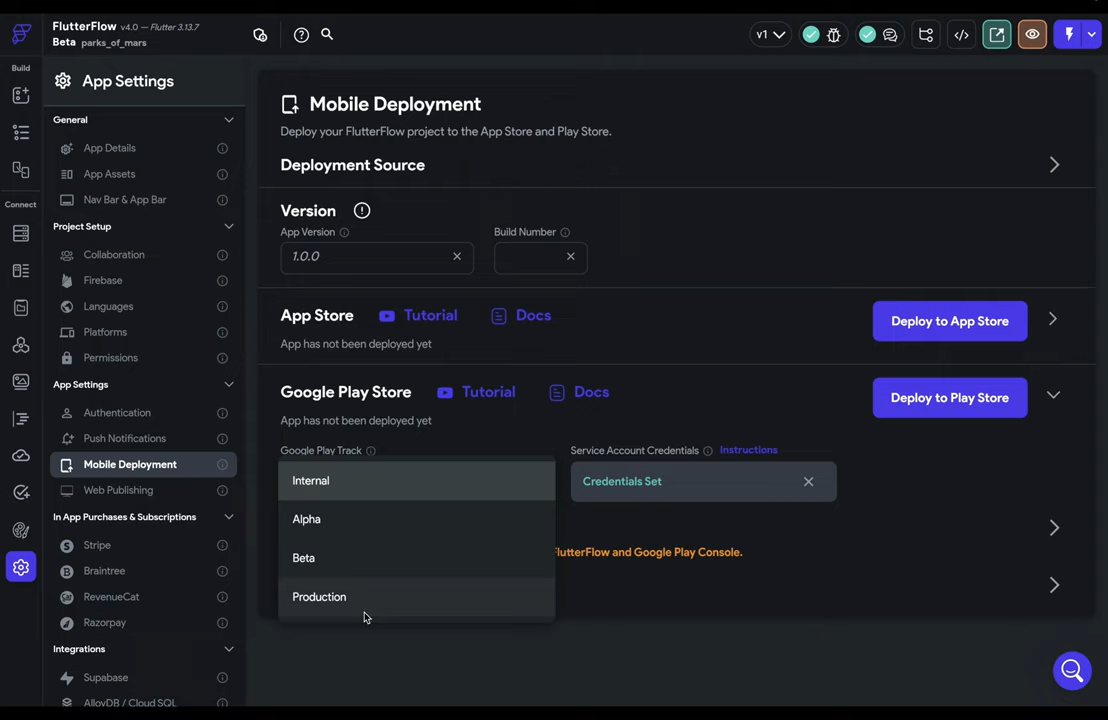 FlutterFlow v4.0 — Flutter 3.13.7
Beta parks_of_mars
v1
Build
Connect
App Settings
General
App Details
App Assets
Nav Bar & App Bar
Project Setup
Collaboration
Firebase
Languages
Platforms
Permissions
App Settings
Authentication
Push Notifications
Mobile Deployment
Web Publishing
In App Purchases & Subscriptions
Stripe
Braintree
RevenueCat
Razorpay
Integrations
Supabase
AlloyDB / Cloud SQL
Mobile Deployment
Deploy your FlutterFlow project to the App Store and Play Store.
Deployment Source
Version
App Version Build Number
1.0.0
App Store Tutorial Docs
Deploy to App Store
App has not been deployed yet
Google Play Store Tutorial Docs
Deploy to Play Store
App has not been deployed yet
Google Play Track Service Account Credentials Instructions
Internal Credentials Set
Alpha
Beta FlutterFlow and Google Play Console.
Production